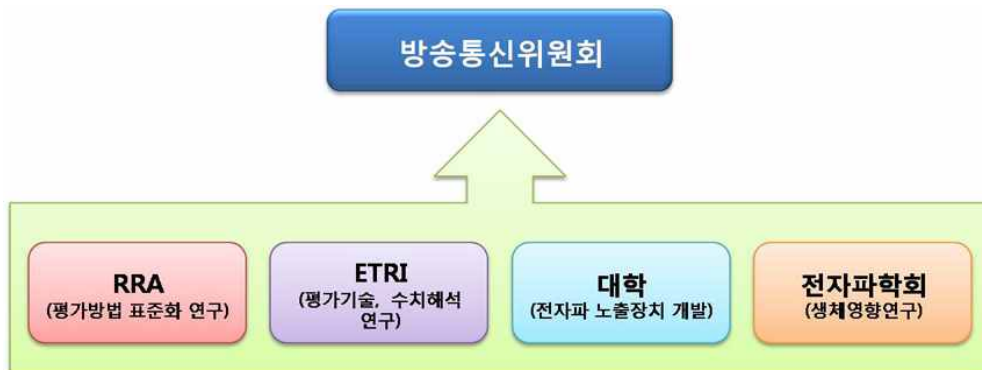 방송통신위원회
RRA
(평가방법 표준화 연구)
ETRI
(평가기술, 수치해석
연구)
대학
(전자파 노출장치 개발)
전자파학회
(생체영향연구)